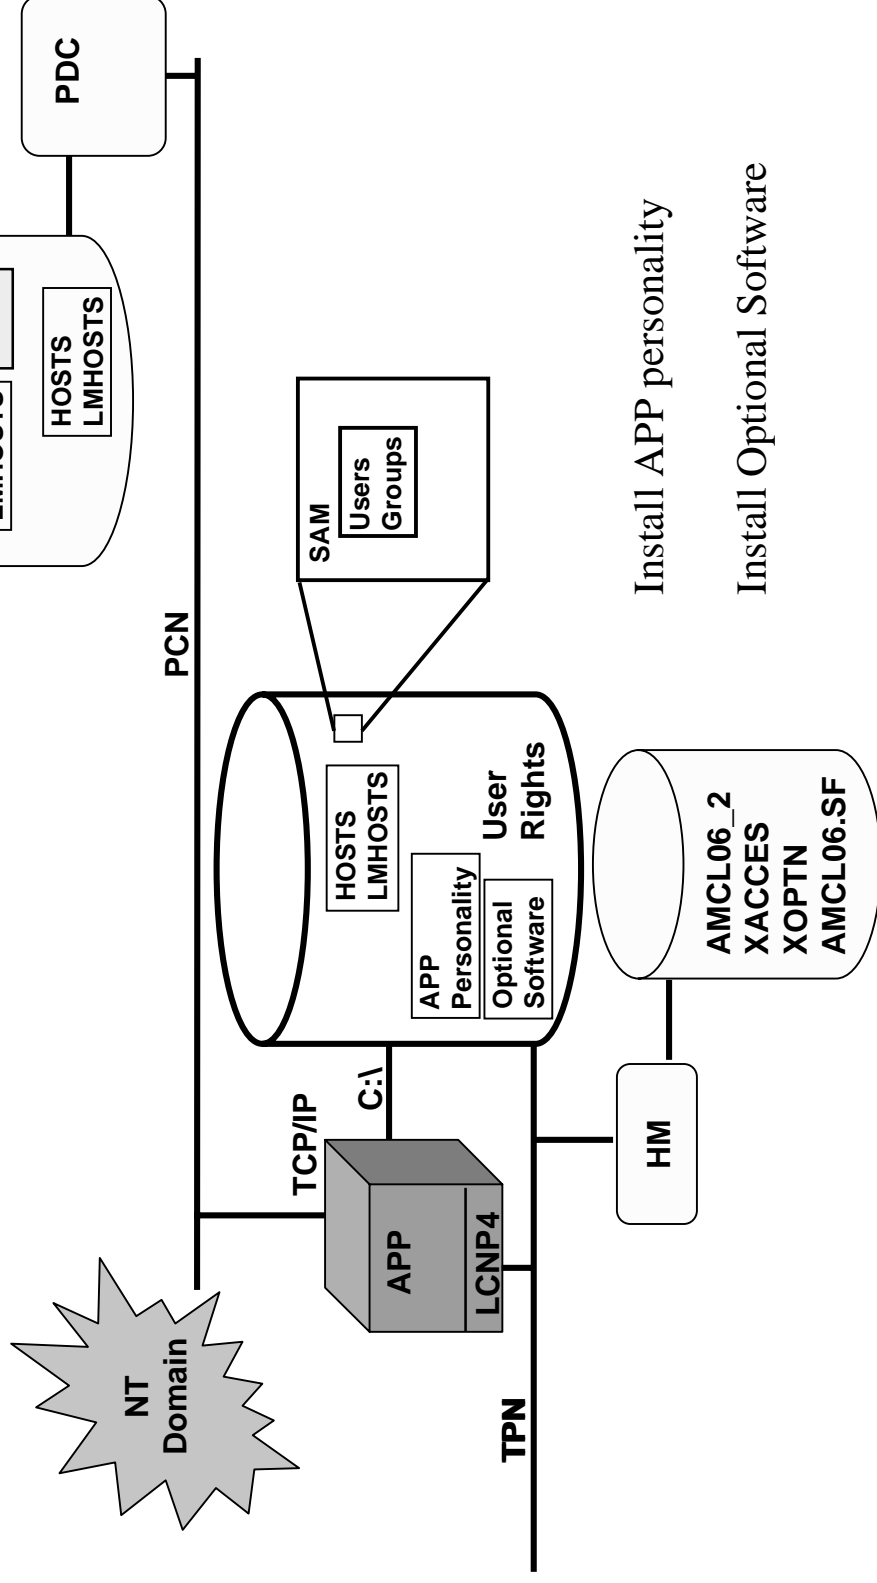 NT
Domain
HOSTS
LMHOSTS
PDC
PCN
TCP/IP
C:\
APP
LCNP4
HOSTS
LMHOSTS
APP
Personality
Optional
Software
User
Rights
SAM
Users
Groups
TPN
HM
AMCL06_2
XACCES
XOPTN
AMCL06.SF
Install APP personality
Install Optional Software